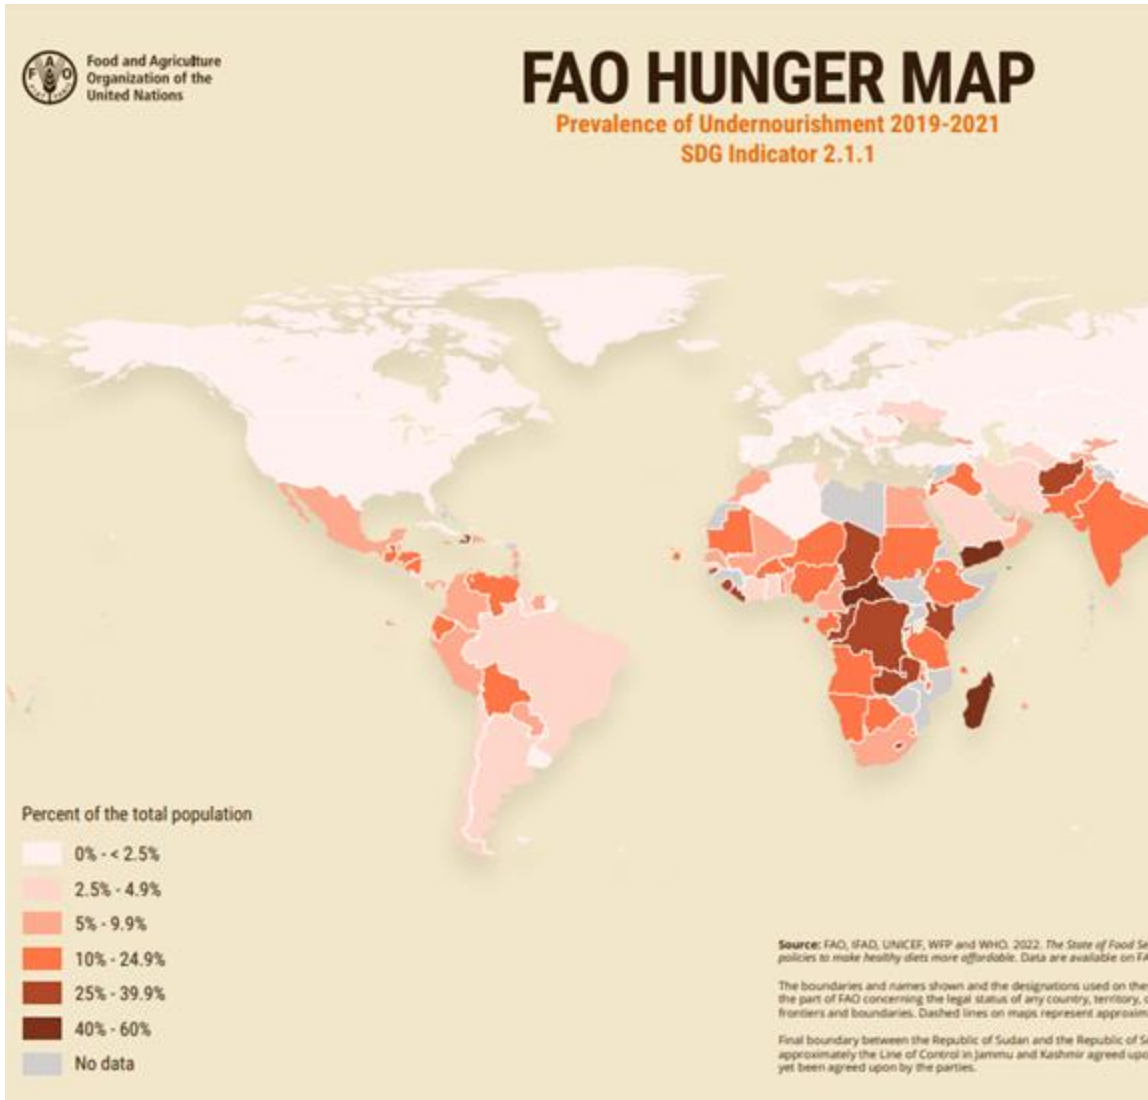 Food and Agriculture
Organization of the
United Nations
FAO HUNGER MAP
Prevalence of Undernourishment 2019-2021
SDG Indicator 2.1.1
Percent of the total population
0% - < 2.5%
2.5% - 4.9%
5% - 9.9%
10% - 24.9%
25% - 39.9%
40% - 60%
No data
Source: FAO, IFAD, UNICEF, WFP and WHO. 2022. The State of Food Se
policies to make healthy diets more affordable. Data are available on FA
The boundaries and names shown and the designations used on thes
the part of FAO concerning the legal status of any country, territory, c
frontiers and boundaries. Dashed lines on maps represent approxim
Final boundary between the Republic of Sudan and the Republic of So
approximately the Line of Control in Jammu and Kashmir agreed upo
yet been agreed upon by the parties.